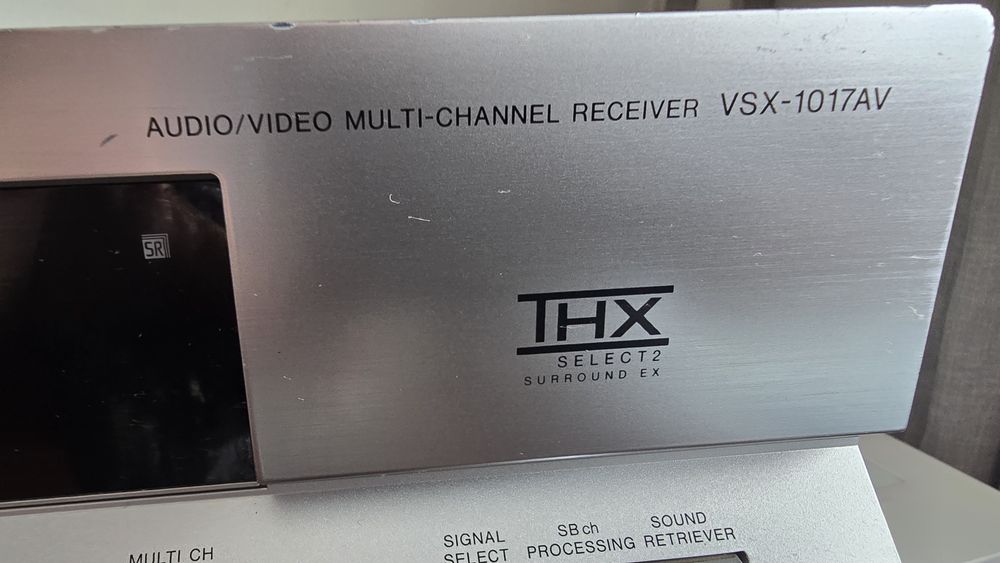 AUDIO/VIDEO MULTI-CHANNEL RECEIVER VSX-1017AV
SR
THX
SELECT2
SURROUND EX
MULTI CH
SIGNAL
SELECT
SB ch
PROCESSING
SOUND
RETRIEVER